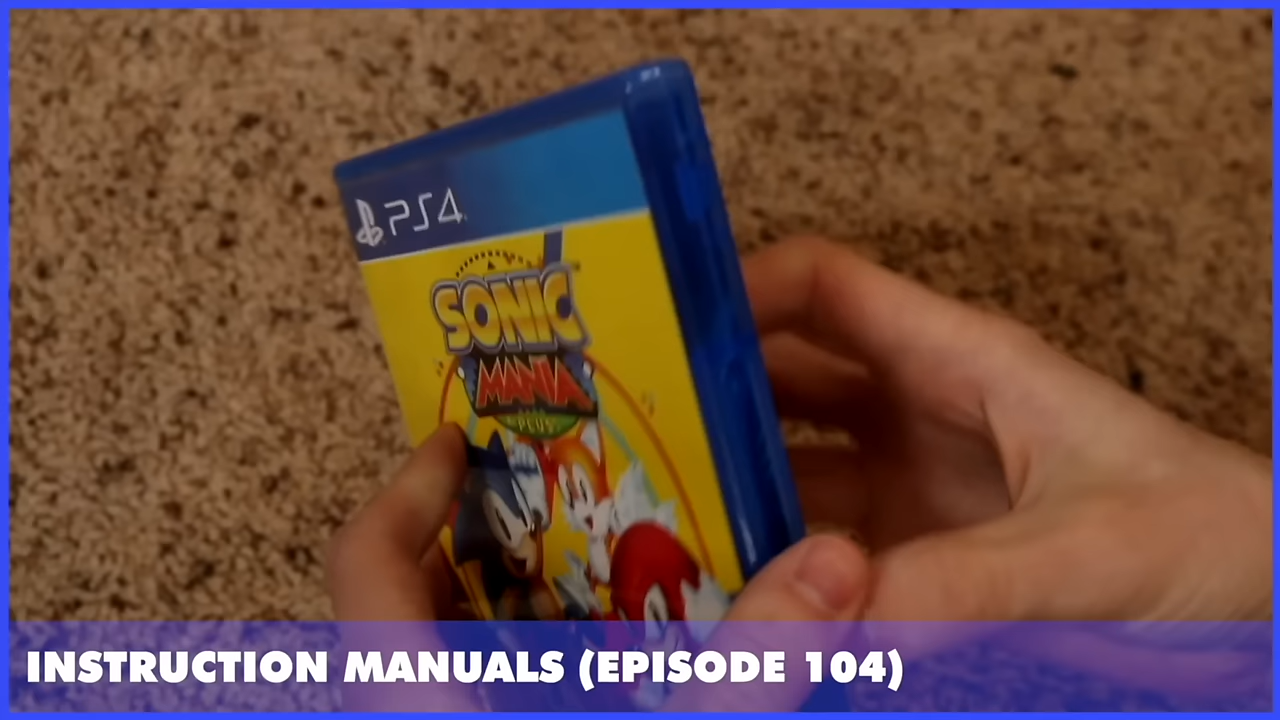 PS4
SONIC
MANIA
PLUS
INSTRUCTION MANUALS (EPISODE 104)